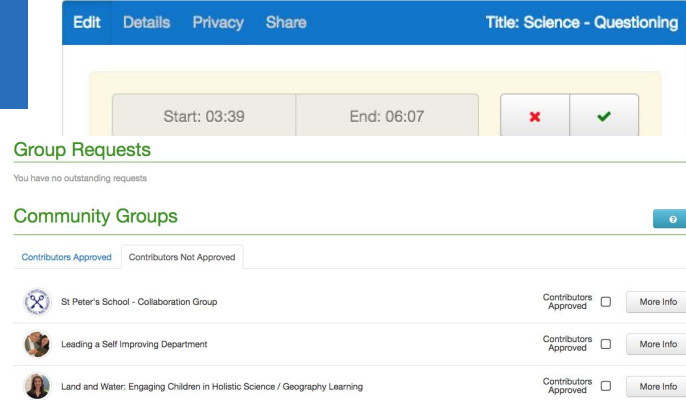 Edit Details Privacy Share Title: Science - Questioning
Start: 03:39 End: 06:07
Group Requests
You have no outstanding requests
Community Groups
?
Contributors Approved Contributors Not Approved
St Peter's School - Collaboration Group Contributors Approved More Info
Leading a Self Improving Department Contributors Approved More Info
Land and Water: Engaging Children in Holistic Science / Geography Learning Contributors Approved More Info